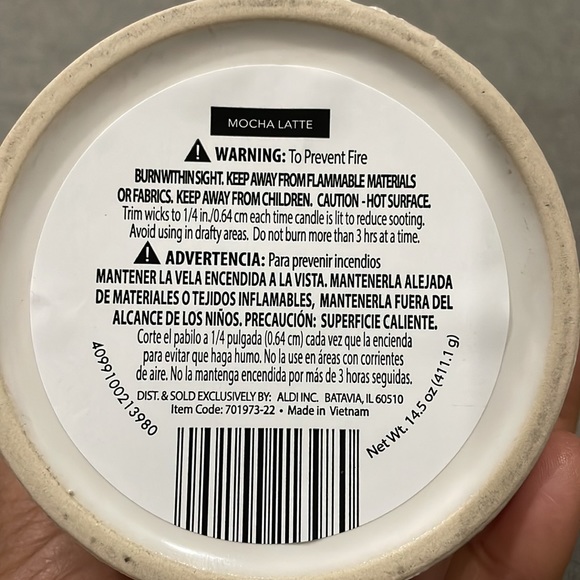 MOCHA LATTE
WARNING: To Prevent Fire
BURN WITHIN SIGHT. KEEP AWAY FROM FLAMMABLE MATERIALS
OR FABRICS. KEEP AWAY FROM CHILDREN. CAUTION - HOT SURFACE.
Trim wicks to 1/4 in./0.64 cm each time candle is lit to reduce sooting.
Avoid using in drafty areas. Do not burn more than 3 hrs at a time.
ADVERTENCIA: Para prevenir incendios
MANTENER LA VELA ENCENDIDA A LA VISTA. MANTENERLA ALEJADA
DE MATERIALES O TEJIDOS INFLAMABLES, MANTENERLA FUERA DEL
ALCANCE DE LOS NIÑOS. PRECAUCIÓN: SUPERFICIE CALIENTE.
Corte el pabilo a 1/4 pulgada (0.64 cm) cada vez que la encienda
para evitar que haga humo. No la use en áreas con corrientes
de aire. No la mantenga encendida por más de 3 horas seguidas.
DIST. & SOLD EXCLUSIVELY BY: ALDI INC. BATAVIA, IL 60510
Item Code: 701973-22 • Made in Vietnam
4099100213980
Net Wt. 14.5 oz (411.1 g)